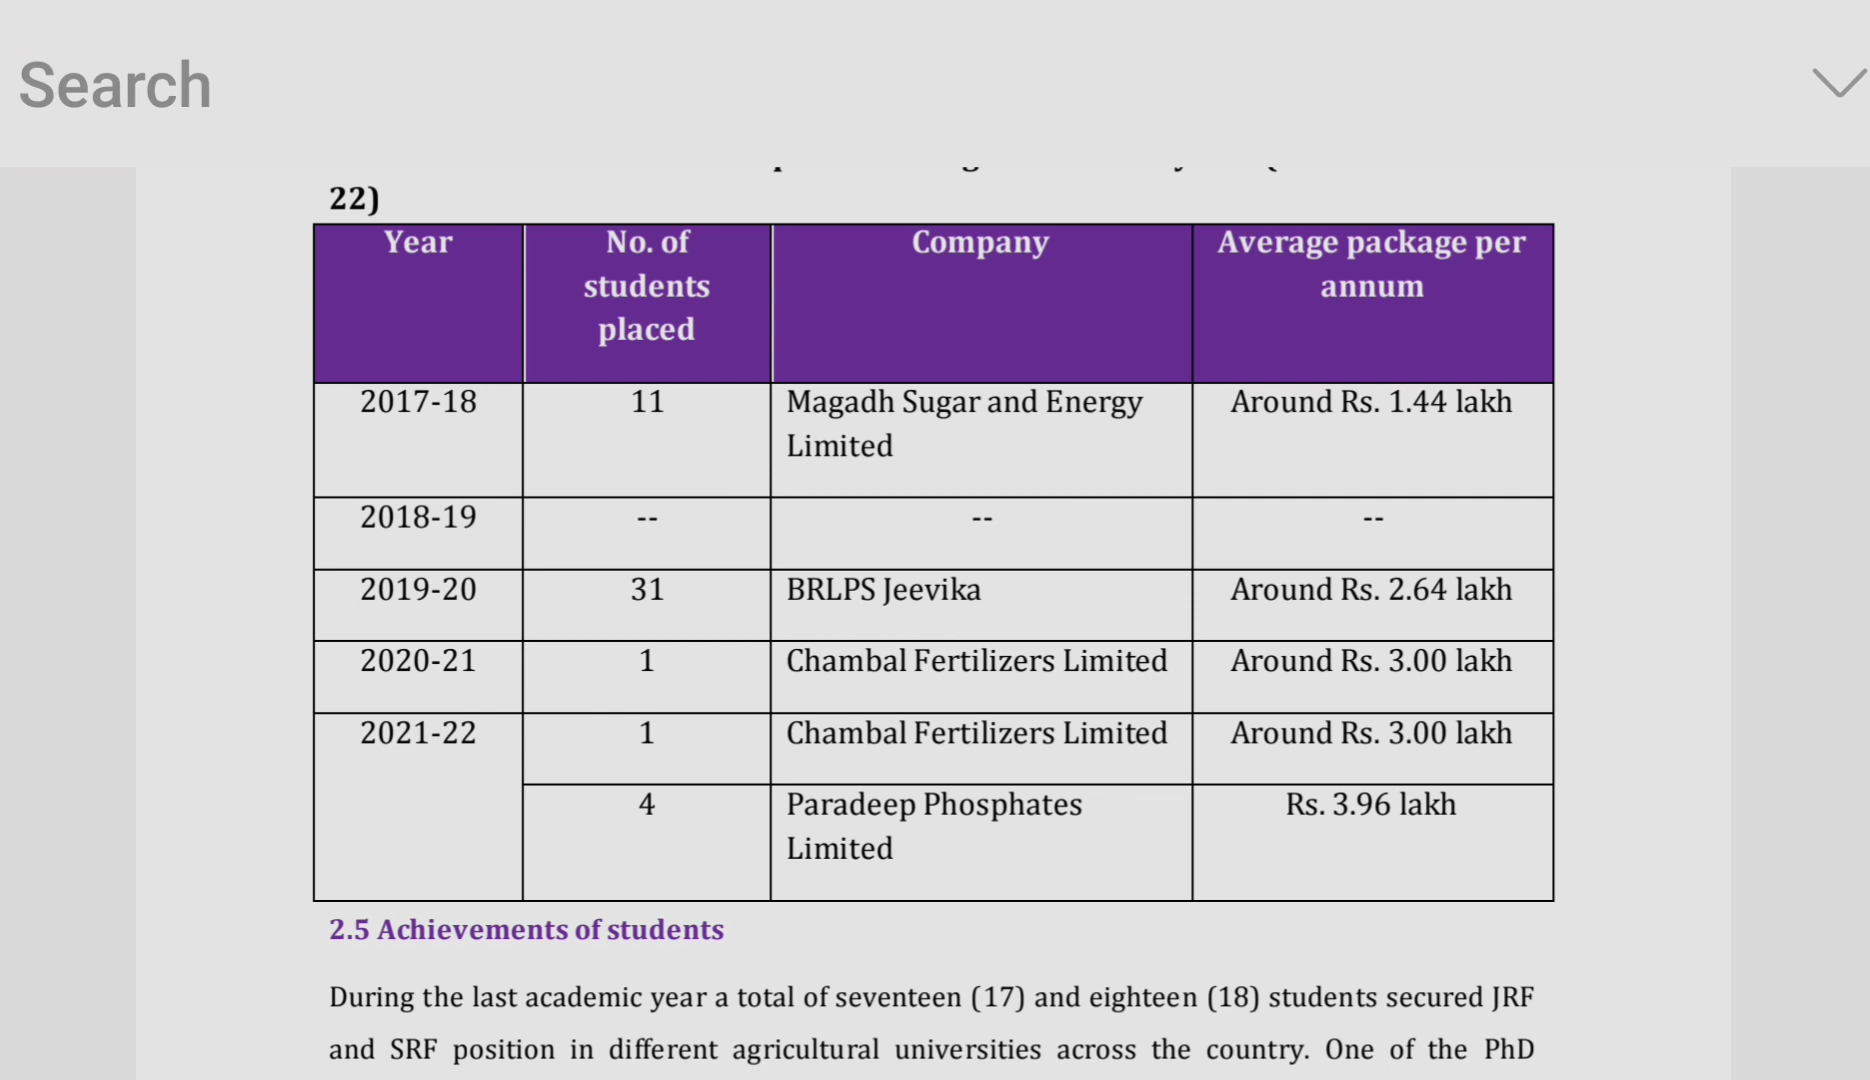 Search
22)
Year No. of students placed Company Average package per annum
2017-18 11 Magadh Sugar and Energy Limited Around Rs. 1.44 lakh
2018-19 -- -- --
2019-20 31 BRLPS Jeevika Around Rs. 2.64 lakh
2020-21 1 Chambal Fertilizers Limited Around Rs. 3.00 lakh
2021-22 1 Chambal Fertilizers Limited Around Rs. 3.00 lakh
4 Paradeep Phosphates Limited Rs. 3.96 lakh
2.5 Achievements of students
During the last academic year a total of seventeen (17) and eighteen (18) students secured JRF
and SRF position in different agricultural universities across the country. One of the PhD